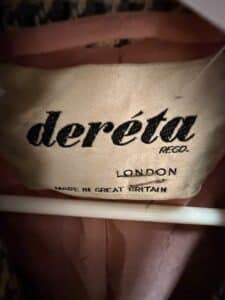 deréta
REGD.
LONDON
MADE IN GREAT BRITAIN